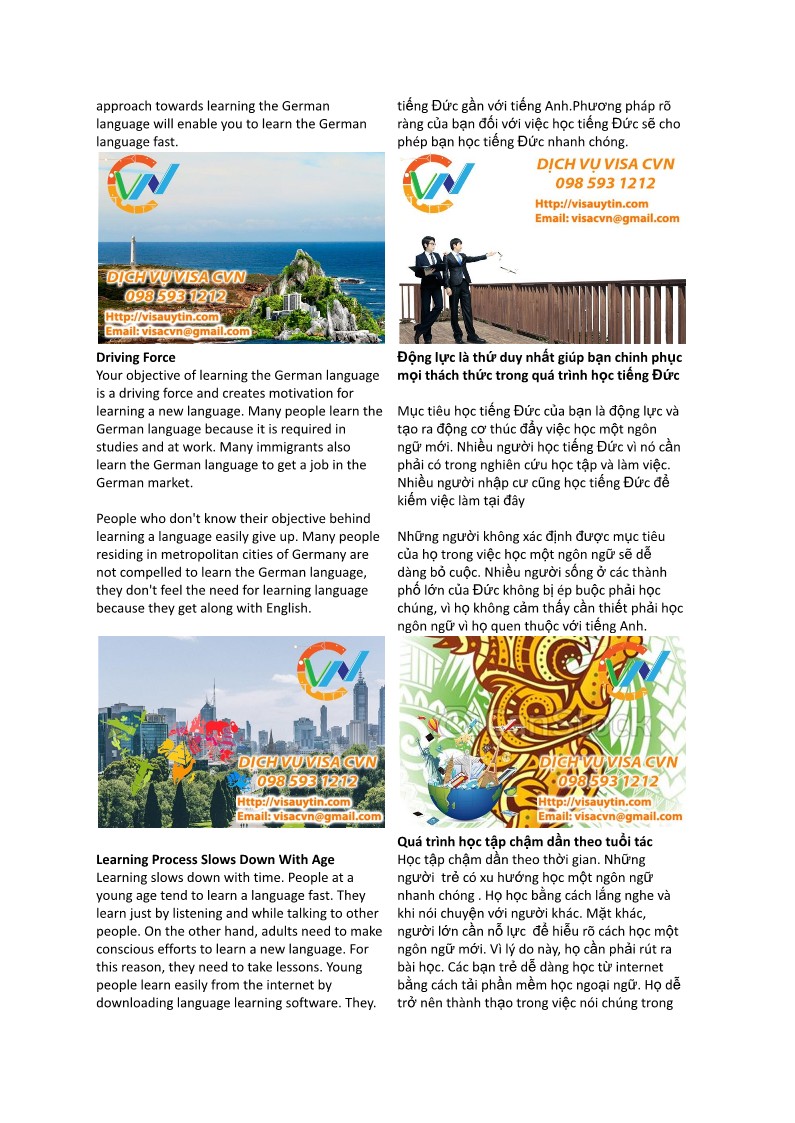 approach towards learning the German
language will enable you to learn the German
language fast.
DỊCH VỤ VISA CVN
098 593 1212
Http://visauytin.com
Email: visacvn@gmail.com
Driving Force
Your objective of learning the German language
is a driving force and creates motivation for
learning a new language. Many people learn the
German language because it is required in
studies and at work. Many immigrants also
learn the German language to get a job in the
German market.
People who don't know their objective behind
learning a language easily give up. Many people
residing in metropolitan cities of Germany are
not compelled to learn the German language,
they don't feel the need for learning language
because they get along with English.
CVN
DỊCH VỤ VISA CVN
098 593 1212
Http://visauytin.com
Email: visacvn@gmail.com
Learning Process Slows Down With Age
Learning slows down with time. People at a
young age tend to learn a language fast. They
learn just by listening and while talking to other
people. On the other hand, adults need to make
conscious efforts to learn a new language. For
this reason, they need to take lessons. Young
people learn easily from the internet by
downloading language learning software. They.
tiếng Đức gần với tiếng Anh.Phương pháp rõ
ràng của bạn đối với việc học tiếng Đức sẽ cho
phép bạn học tiếng Đức nhanh chóng.
CVN
DỊCH VỤ VISA CVN
098 593 1212
Http://visauytin.com
Email: visacvn@gmail.com
Động lực là thứ duy nhất giúp bạn chinh phục
mọi thách thức trong quá trình học tiếng Đức
Mục tiêu học tiếng Đức của bạn là động lực và
tạo ra động cơ thúc đẩy việc học một ngôn
ngữ mới. Nhiều người học tiếng Đức vì nó cần
phải có trong nghiên cứu học tập và làm việc.
Nhiều người nhập cư cũng học tiếng Đức để
kiếm việc làm tại đây
Những người không xác định được mục tiêu
của họ trong việc học một ngôn ngữ sẽ dễ
dàng bỏ cuộc. Nhiều người sống ở các thành
phố lớn của Đức không bị ép buộc phải học
chúng, vì họ không cảm thấy cần thiết phải học
ngôn ngữ vì họ quen thuộc với tiếng Anh.
CVN
DỊCH VỤ VISA CVN
098 593 1212
Http://visauytin.com
Email: visacvn@gmail.com
Quá trình học tập chậm dần theo tuổi tác
Học tập chậm dần theo thời gian. Những
người  trẻ có xu hướng học một ngôn ngữ
nhanh chóng . Họ học bằng cách lắng nghe và
khi nói chuyện với người khác. Mặt khác,
người lớn cần nỗ lực  để hiểu rõ cách học một
ngôn ngữ mới. Vì lý do này, họ cần phải rút ra
bài học. Các bạn trẻ dễ dàng học từ internet
bằng cách tải phần mềm học ngoại ngữ. Họ dễ
trở nên thành thạo trong việc nói chúng trong